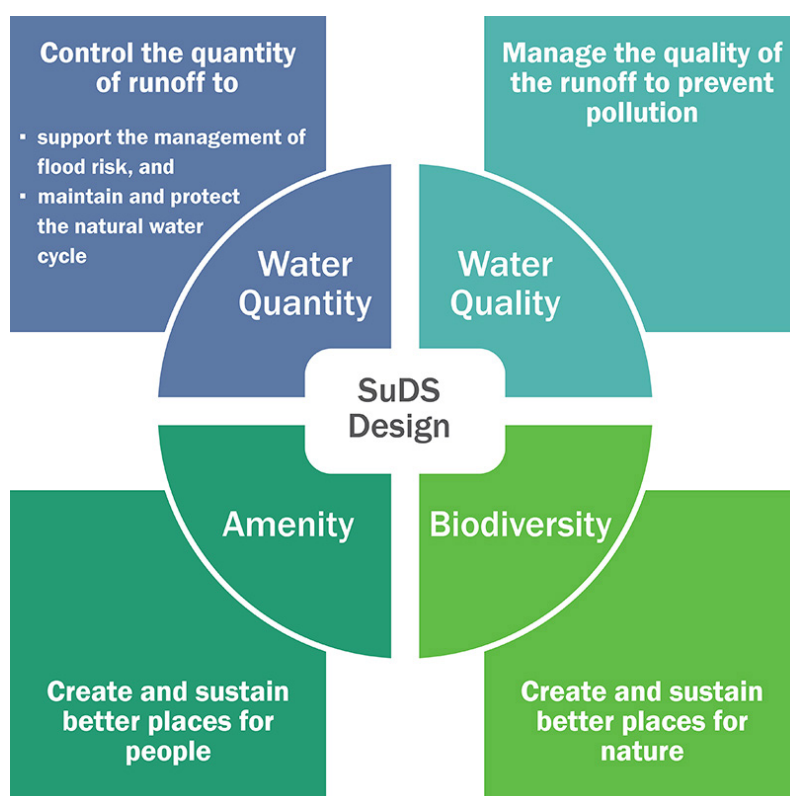 Control the quantity
of runoff to
▪ support the management of
flood risk, and
▪ maintain and protect
the natural water
cycle
Water
Quantity
Manage the quality of
the runoff to prevent
pollution
Water
Quality
SuDS
Design
Amenity
Create and sustain
better places for
people
Biodiversity
Create and sustain
better places for
nature